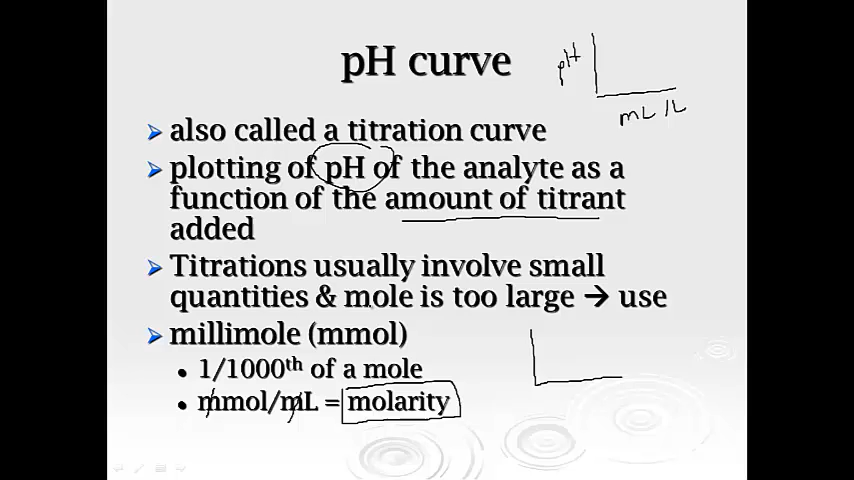 pH curve
pH
mL/L
also called a titration curve
plotting of pH of the analyte as a
function of the amount of titrant
added
Titrations usually involve small
quantities & mole is too large → use
millimole (mmol)
1/1000th of a mole
mmol/mL = molarity